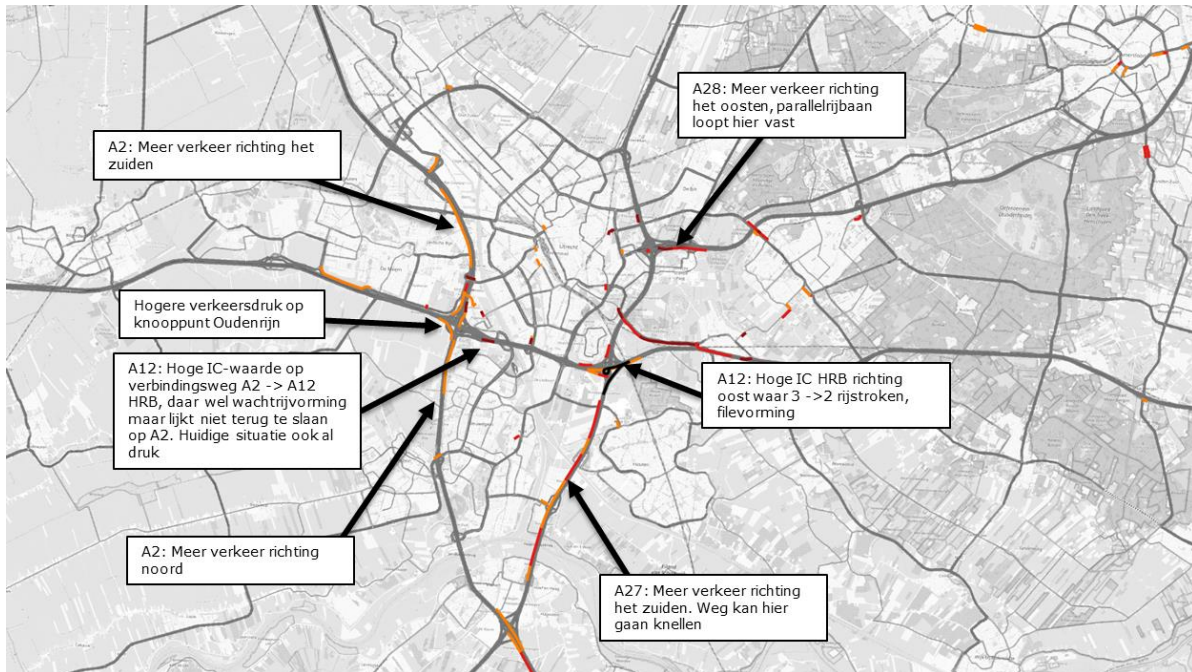 A28: Meer verkeer richting
het oosten, parallelrijbaan
loopt hier vast
A2: Meer verkeer richting het
zuiden
Hogere verkeersdruk op
knooppunt Oudenrijn
A12: Hoge IC-waarde op
verbindingsweg A2 -> A12
HRB, daar wel wachtrijvorming
maar lijkt niet terug te slaan
op A2. Huidige situatie ook al
druk
A12: Hoge IC HRB richting
oost waar 3 ->2 rijstroken,
filevorming
A2: Meer verkeer richting
noord
A27: Meer verkeer richting
het zuiden. Weg kan hier
gaan knellen
Utrecht